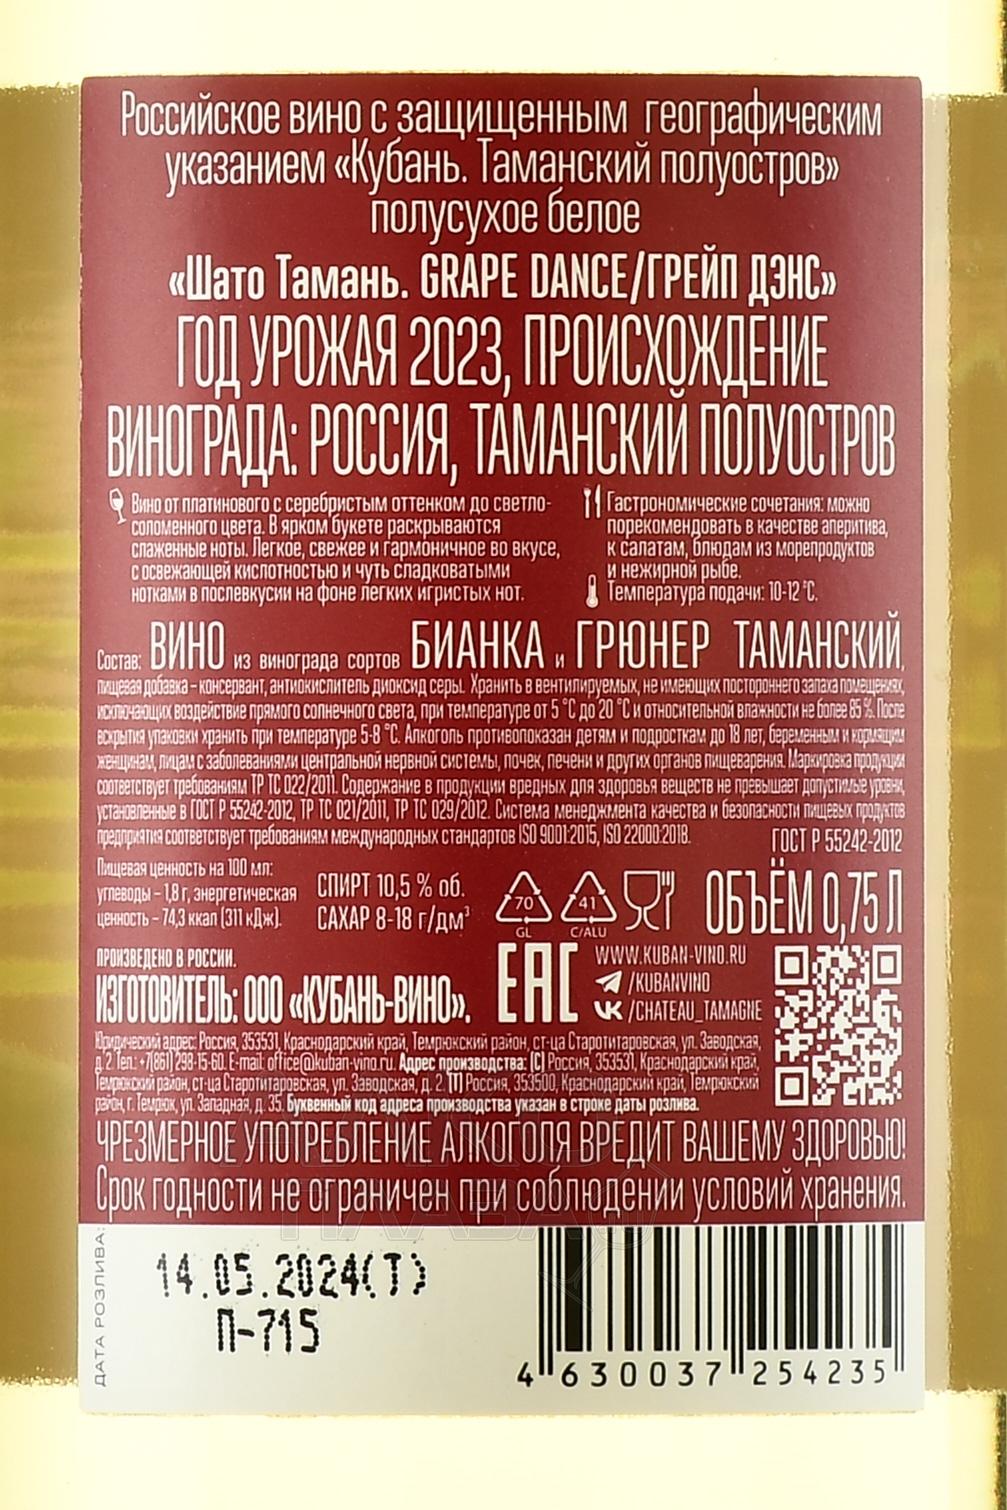 Российское вино с защищенным географическим
указанием «Кубань. Таманский полуостров»
полусухое белое
«Шато Тамань. GRAPE DANCE/ГРЕЙП ДЭНС»
ГОД УРОЖАЯ 2023, ПРОИСХОЖДЕНИЕ
ВИНОГРАДА: РОССИЯ, ТАМАНСКИЙ ПОЛУОСТРОВ
Вино от платинового с серебристым оттенком до светло-
соломенного цвета. В ярком букете раскрываются
слаженные ноты. Легкое, свежее и гармоничное во вкусе,
с освежающей кислотностью и чуть сладковатыми
нотками в послевкусии на фоне легких игристых нот.
Гастрономические сочетания: можно
порекомендовать в качестве аперитива,
к салатам, блюдам из морепродуктов
и нежирной рыбе.
Температура подачи: 10-12 °С.
Состав: ВИНО из винограда сортов БИАНКА и ГРЮНЕР ТАМАНСКИЙ,
пищевая добавка – консервант, антиокислитель диоксид серы. Хранить в вентилируемых, не имеющих постороннего запаха помещениях,
исключающих воздействие прямого солнечного света, при температуре от 5 °С до 20 °С и относительной влажности не более 85 %. После
вскрытия упаковки хранить при температуре 5-8 °С. Алкоголь противопоказан детям и подросткам до 18 лет, беременным и кормящим
женщинам, лицам с заболеваниями центральной нервной системы, почек, печени и других органов пищеварения. Маркировка продукции
соответствует требованиям ТР ТС 022/2011. Содержание в продукции вредных для здоровья веществ не превышает допустимые уровни,
установленные в ГОСТ Р 55242-2012, ТР ТС 021/2011, ТР ТС 029/2012. Система менеджмента качества и безопасности пищевых продуктов
предприятия соответствует требованиям международных стандартов ISO 9001:2015, ISO 22000:2018.
ГОСТ Р 55242-2012
Пищевая ценность на 100 мл:
углеводы – 1,8 г, энергетическая
ценность – 74,3 ккал (311 кДж).
СПИРТ 10,5 % об.
САХАР 8-18 г/дм³
70
GL
41
C/ALU
ОБЪЁМ 0,75 Л
ПРОИЗВЕДЕНО В РОССИИ.
ИЗГОТОВИТЕЛЬ: ООО «КУБАНЬ-ВИНО».
EAC
WWW.KUBAN-VINO.RU
/KUBANVINO
/CHATEAU_TAMAGNE
Юридический адрес: Россия, 353531, Краснодарский край, Темрюкский район, ст-ца Старотитаровская, ул. Заводская,
д. 2. Тел.: +7(861) 298-15-60. E-mail: office@kuban-vino.ru. Адрес производства: (С) Россия, 353531, Краснодарский край,
Темрюкский район, ст-ца Старотитаровская, ул. Заводская, д. 2. (Т) Россия, 353500, Краснодарский край, Темрюкский
район, г. Темрюк, ул. Западная, д. 35. Буквенный код адреса производства указан в строке даты розлива.
ЧРЕЗМЕРНОЕ УПОТРЕБЛЕНИЕ АЛКОГОЛЯ ВРЕДИТ ВАШЕМУ ЗДОРОВЬЮ!
Срок годности не ограничен при соблюдении условий хранения.
ДАТА РОЗЛИВА:
14.05.2024(Т)
П-715
4 630037 254235